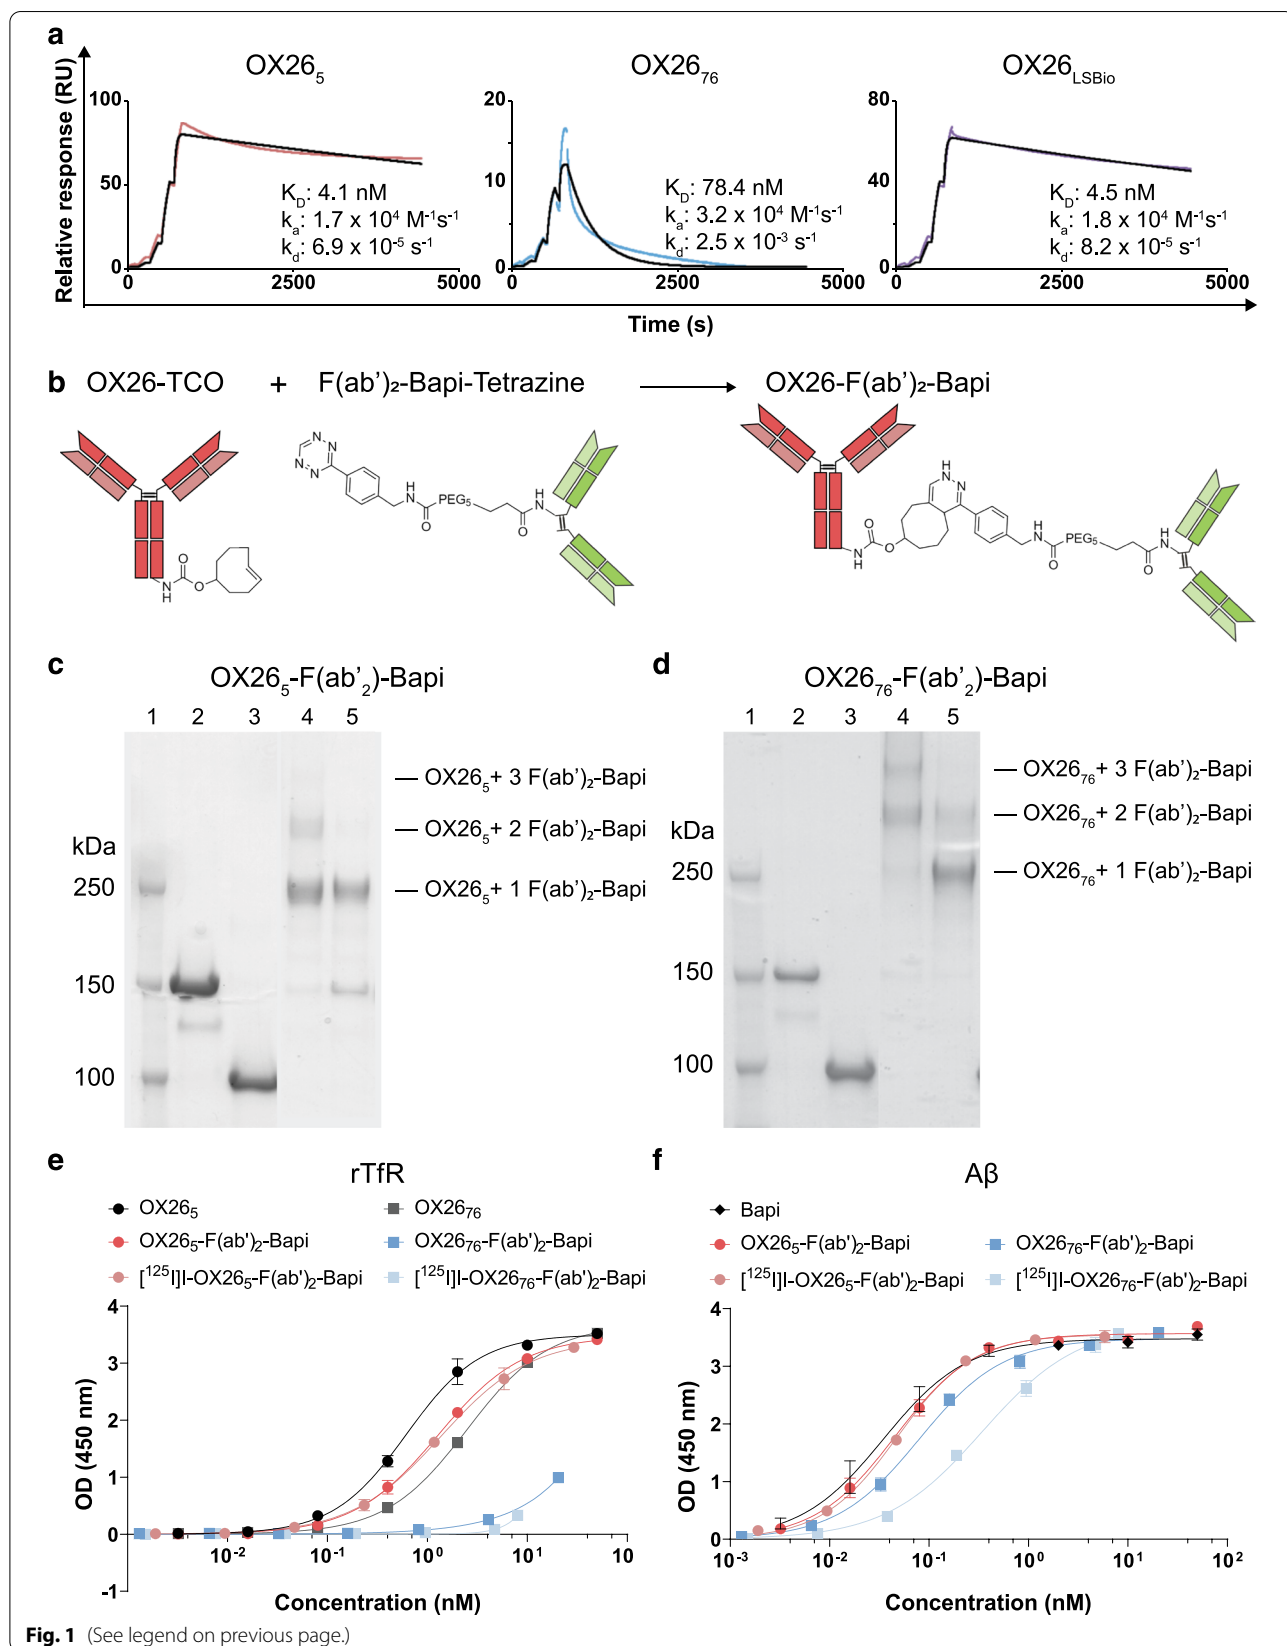 a
OX26₅ OX26₇₆ OX26LSBio
Relative response (RU)
100
50
0
0 2500 5000
K_D: 4.1 nM
k_a: 1.7 x 10⁴ M⁻¹s⁻¹
k_d: 6.9 x 10⁻⁵ s⁻¹
20
10
0
0 2500 5000
K_D: 78.4 nM
k_a: 3.2 x 10⁴ M⁻¹s⁻¹
k_d: 2.5 x 10⁻³ s⁻¹
80
40
0
0 2500 5000
K_D: 4.5 nM
k_a: 1.8 x 10⁴ M⁻¹s⁻¹
k_d: 8.2 x 10⁻⁵ s⁻¹
Time (s)
b
OX26-TCO + F(ab')₂-Bapi-Tetrazine OX26-F(ab')₂-Bapi
N H O O
N N N N NH O PEG₅ O H N
N H O O H N N NH O PEG₅ O H N
c
OX26₅-F(ab'₂)-Bapi
1 2 3 4 5
kDa
250
150
100
OX26₅+ 3 F(ab')₂-Bapi
OX26₅+ 2 F(ab')₂-Bapi
OX26₅+ 1 F(ab')₂-Bapi
d
OX26₇₆-F(ab'₂)-Bapi
1 2 3 4 5
kDa
250
150
100
OX26₇₆+ 3 F(ab')₂-Bapi
OX26₇₆+ 2 F(ab')₂-Bapi
OX26₇₆+ 1 F(ab')₂-Bapi
e
rTfR
OX26₅ OX26₇₆
OX26₅-F(ab')₂-Bapi OX26₇₆-F(ab')₂-Bapi
[¹²⁵I]I-OX26₅-F(ab')₂-Bapi [¹²⁵I]I-OX26₇₆-F(ab')₂-Bapi
OD (450 nm)
4
3
2
1
0
-1
10⁻² 10⁻¹ 10⁰ 10¹ 10
Concentration (nM)
f
Aβ
Bapi
OX26₅-F(ab')₂-Bapi OX26₇₆-F(ab')₂-Bapi
[¹²⁵I]I-OX26₅-F(ab')₂-Bapi [¹²⁵I]I-OX26₇₆-F(ab')₂-Bapi
OD (450 nm)
4
3
2
1
0
10⁻³ 10⁻² 10⁻¹ 10⁰ 10¹ 10²
Concentration (nM)
Fig. 1 (See legend on previous page.)